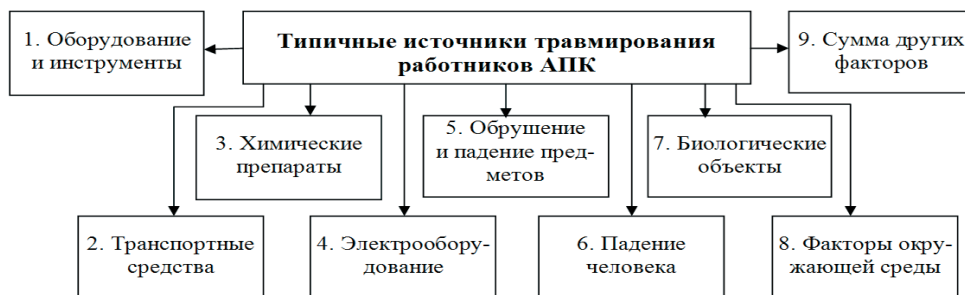 Типичные источники травмирования
работников АПК
1. Оборудование
и инструменты
9. Сумма других
факторов
3. Химические
препараты
5. Обрушение
и падение пред-
метов
7. Биологические
объекты
2. Транспортные
средства
4. Электрообору-
дование
6. Падение
человека
8. Факторы окру-
жающей среды